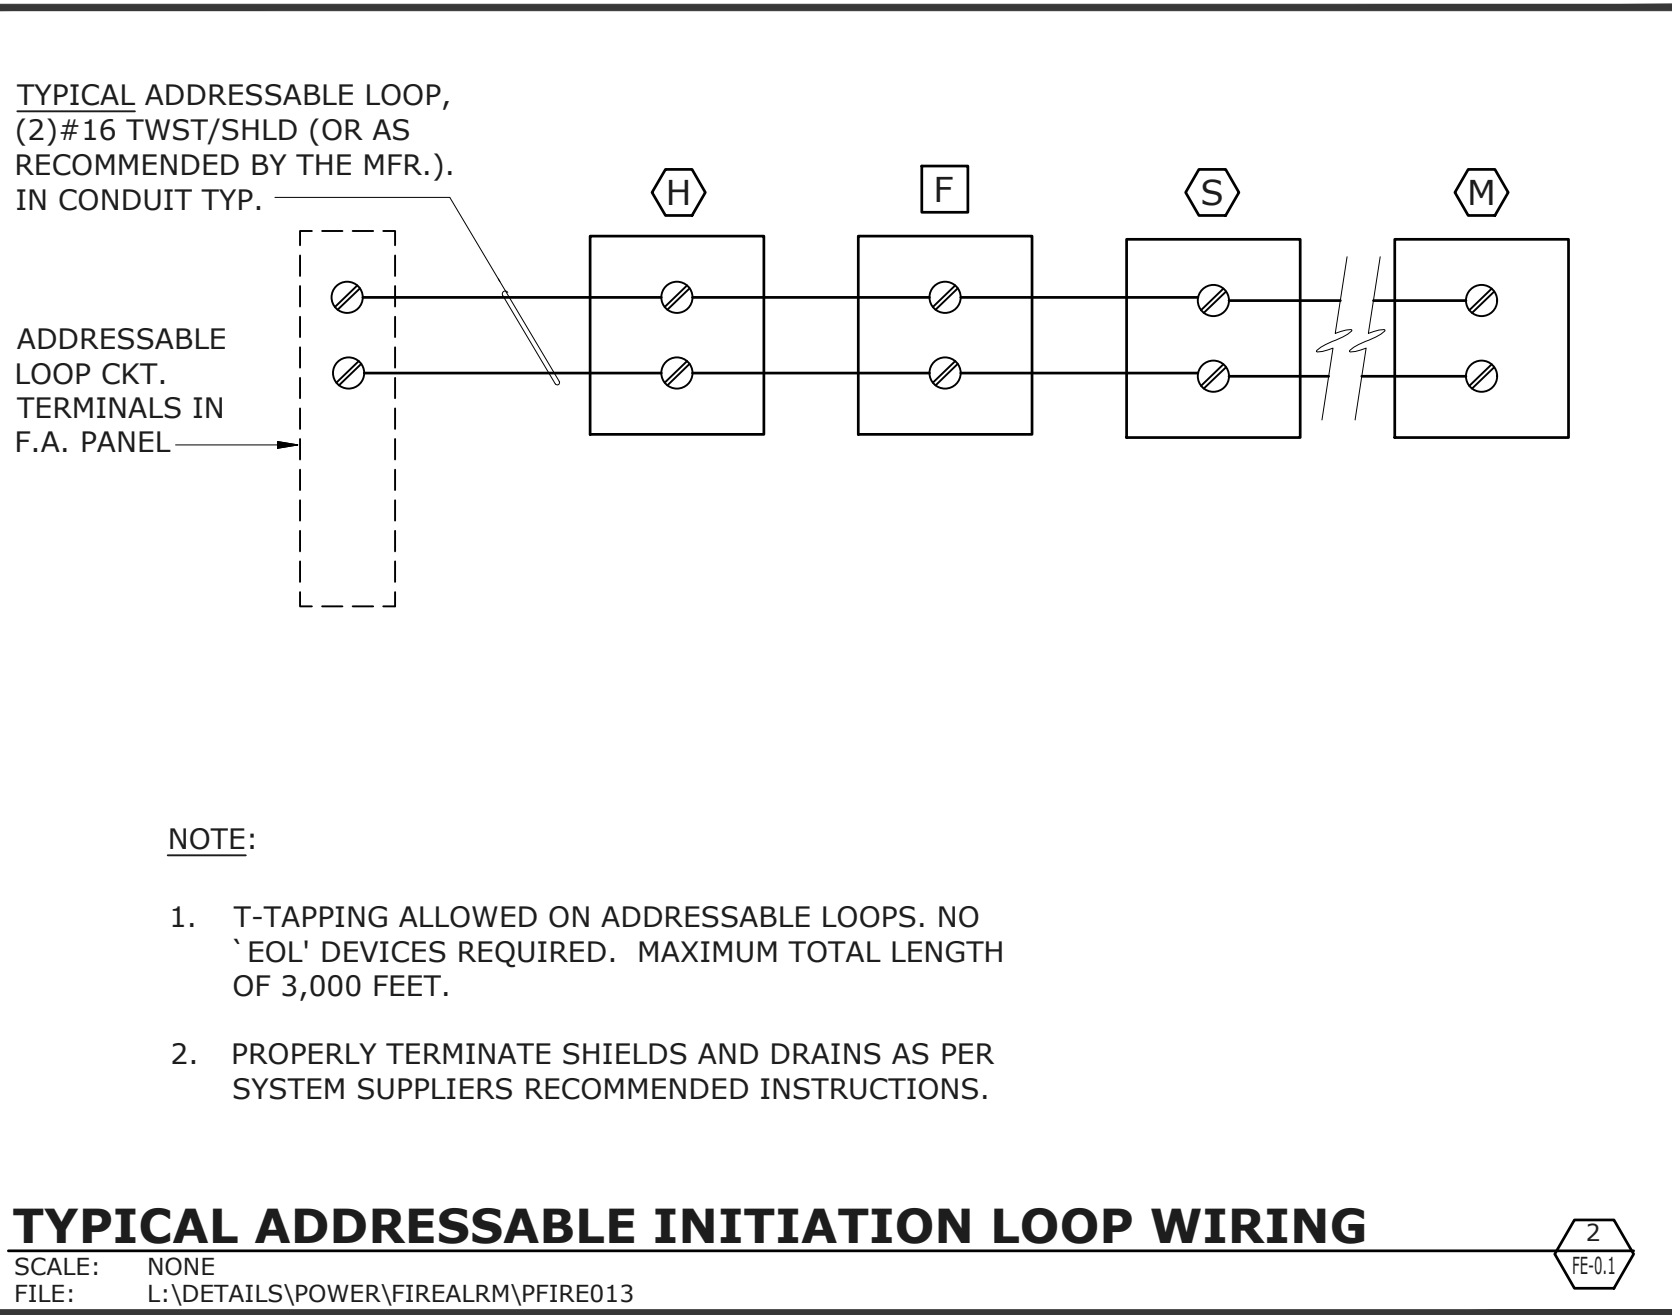 TYPICAL ADDRESSABLE LOOP,
(2)#16 TWST/SHLD (OR AS
RECOMMENDED BY THE MFR.).
IN CONDUIT TYP.
H
F
S
M
ADDRESSABLE
LOOP CKT.
TERMINALS IN
F.A. PANEL
NOTE:
1. T-TAPPING ALLOWED ON ADDRESSABLE LOOPS. NO
`EOL' DEVICES REQUIRED. MAXIMUM TOTAL LENGTH
OF 3,000 FEET.
2. PROPERLY TERMINATE SHIELDS AND DRAINS AS PER
SYSTEM SUPPLIERS RECOMMENDED INSTRUCTIONS.
TYPICAL ADDRESSABLE INITIATION LOOP WIRING
2
FE-0.1
SCALE: NONE
FILE: L:\DETAILS\POWER\FIREALRM\PFIRE013